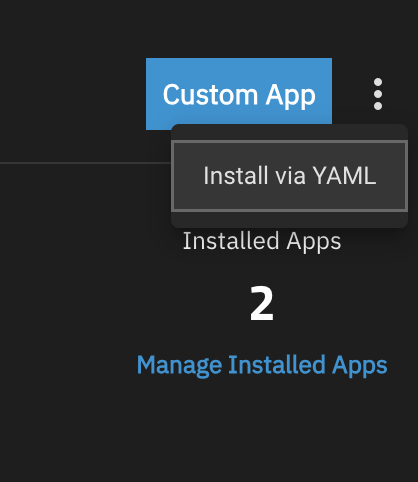 Custom App
Install via YAML
Installed Apps
2
Manage Installed Apps